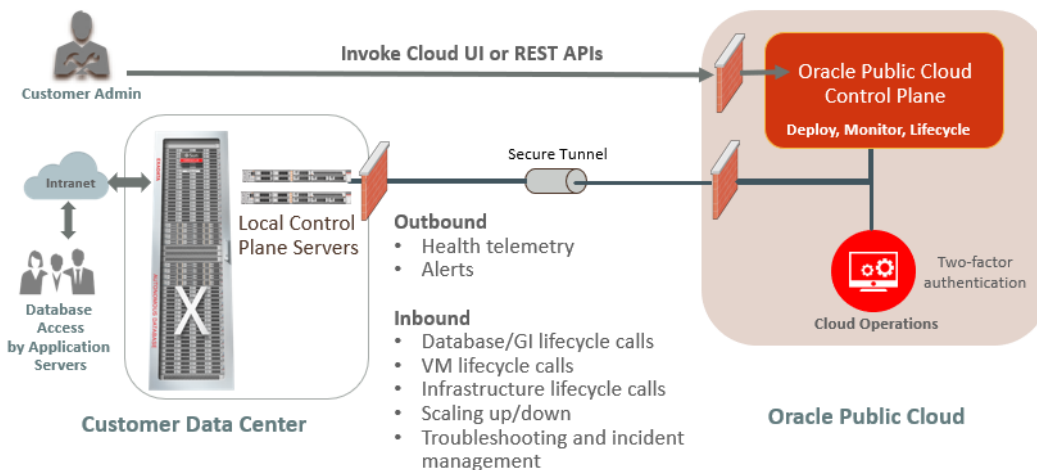 Invoke Cloud UI or REST APIs
Customer Admin
Oracle Public Cloud
Control Plane
Deploy, Monitor, Lifecycle
Intranet
Secure Tunnel
Local Control
Plane Servers
X
AUTONOMOUS DATABASE
Database
Access
by Application
Servers
Outbound
• Health telemetry
• Alerts
Inbound
• Database/GI lifecycle calls
• VM lifecycle calls
• Infrastructure lifecycle calls
• Scaling up/down
• Troubleshooting and incident
management
Two-factor
authentication
Cloud Operations
Customer Data Center
Oracle Public Cloud